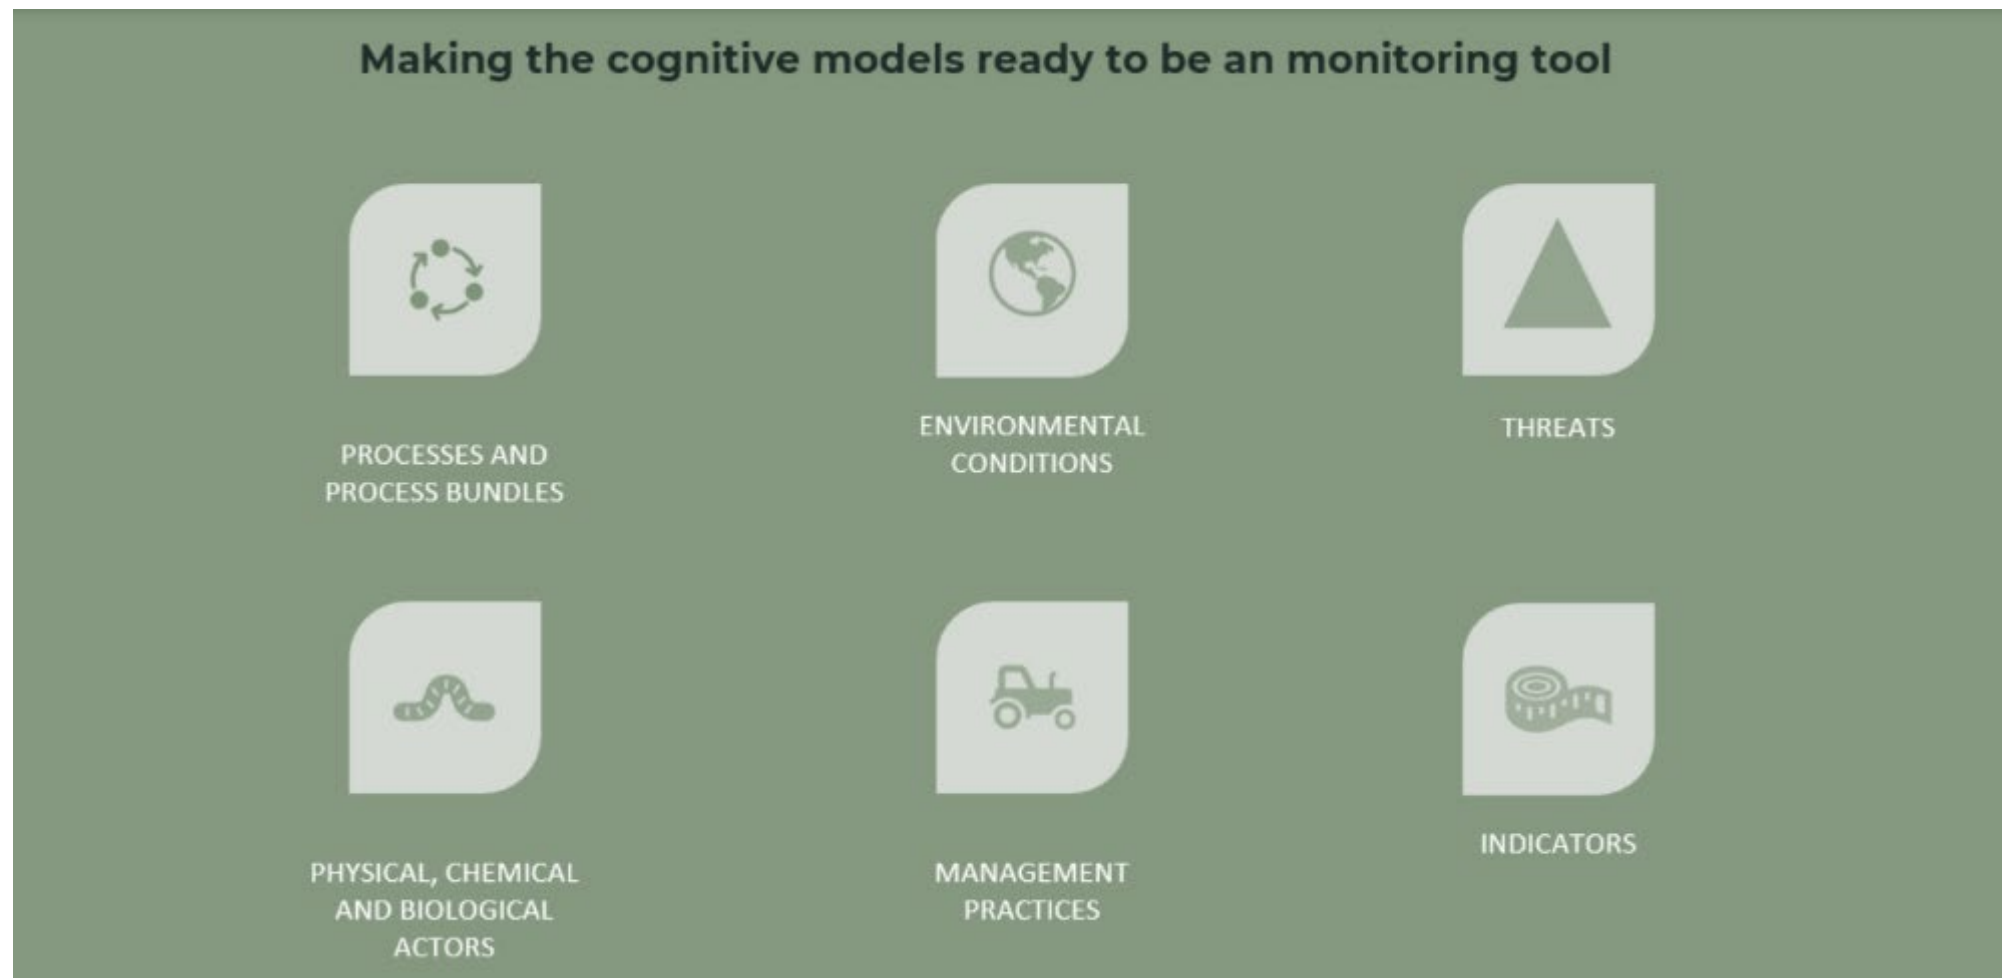 Making the cognitive models ready to be an monitoring tool
PROCESSES AND
PROCESS BUNDLES
ENVIRONMENTAL
CONDITIONS
THREATS
PHYSICAL, CHEMICAL
AND BIOLOGICAL
ACTORS
MANAGEMENT
PRACTICES
INDICATORS